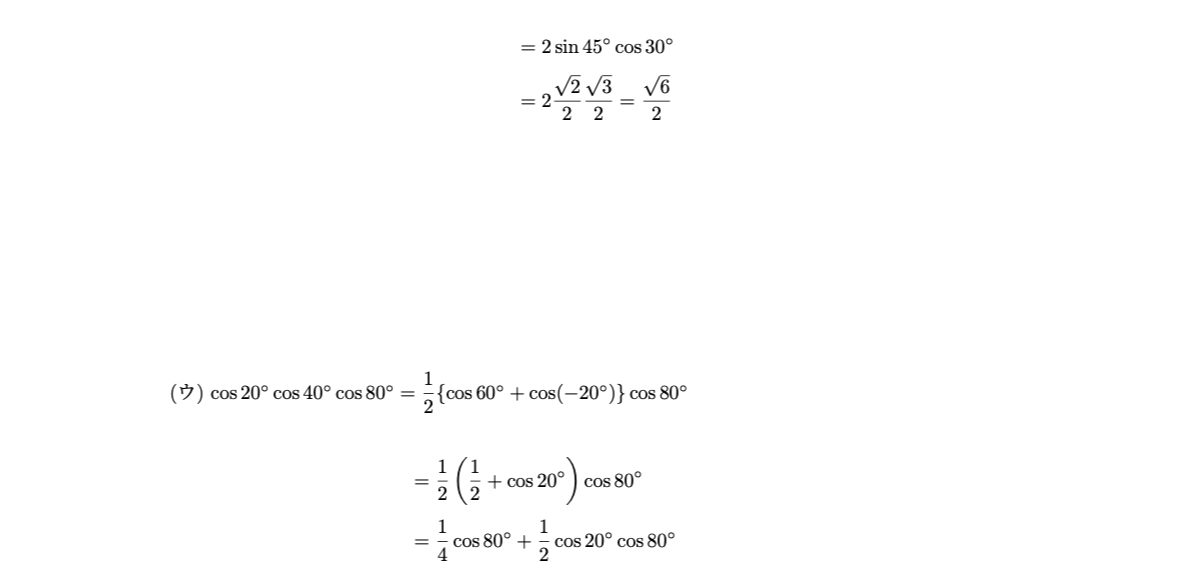 = 2 sin 45° cos 30°
= 2 √2/2 √3/2 = √6/2
(ウ) cos 20° cos 40° cos 80° = 1/2 {cos 60° + cos(−20°)} cos 80°
= 1/2 (1/2 + cos 20°) cos 80°
= 1/4 cos 80° + 1/2 cos 20° cos 80°